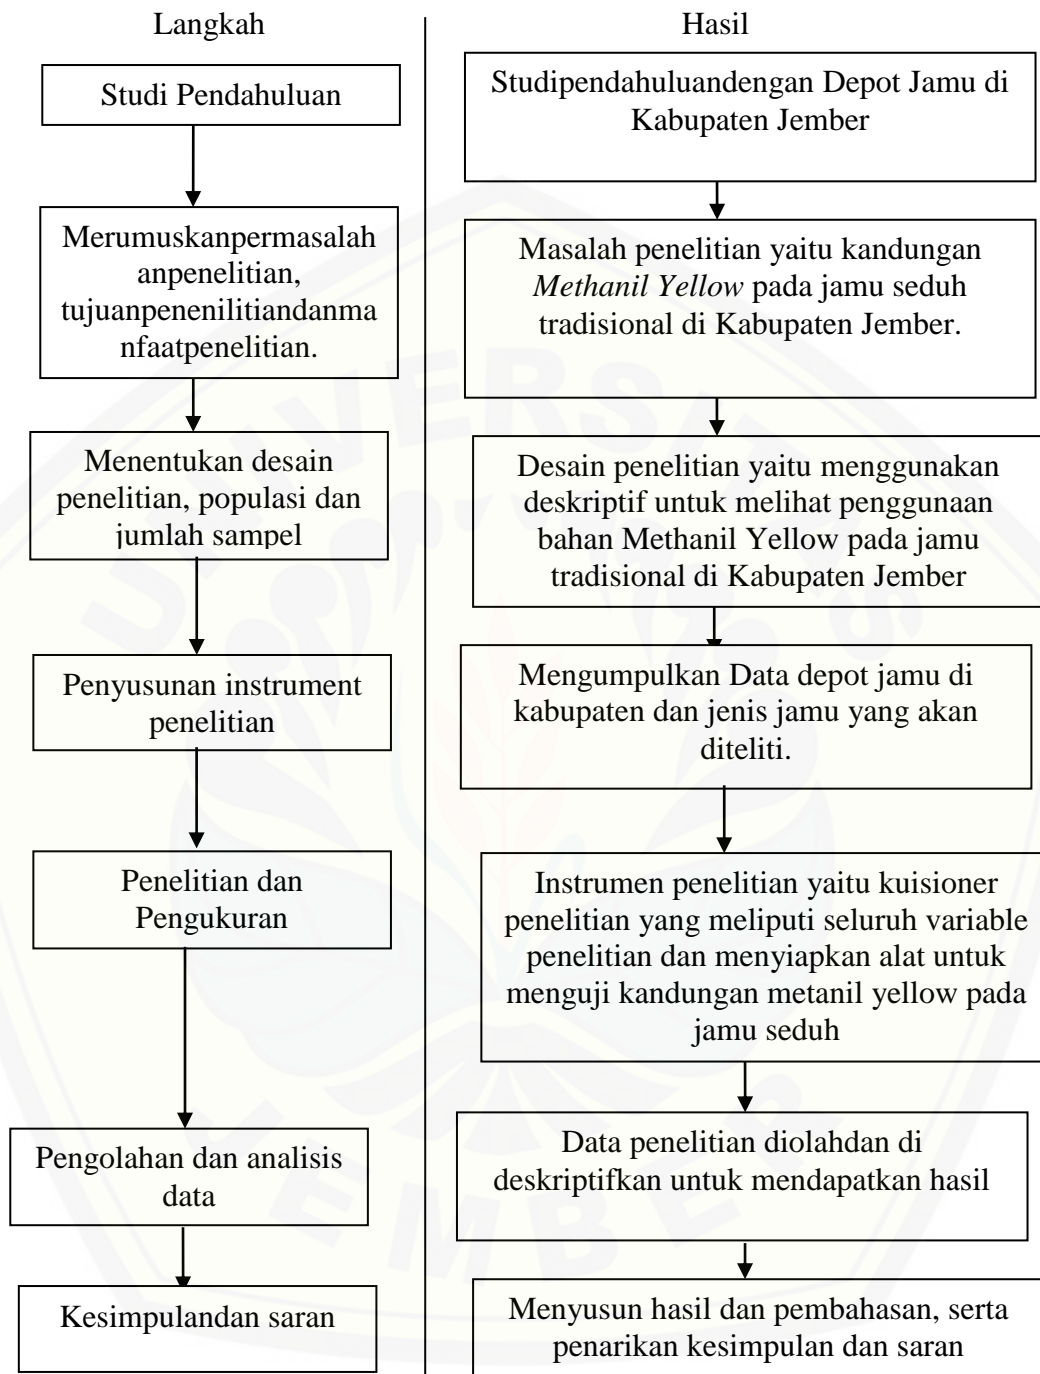 Langkah
Studi Pendahuluan
Merumuskanpermasalah
anpenelitian,
tujuanpenenilitiandanma
nfaatpenelitian.
Menentukan desain
penelitian, populasi dan
jumlah sampel
Penyusunan instrument
penelitian
Penelitian dan
Pengukuran
Pengolahan dan analisis
data
Kesimpulandan saran
Hasil
Studipendahuluandengan Depot Jamu di
Kabupaten Jember
Masalah penelitian yaitu kandungan
Methanil Yellow pada jamu seduh
tradisional di Kabupaten Jember.
Desain penelitian yaitu menggunakan
deskriptif untuk melihat penggunaan
bahan Methanil Yellow pada jamu
tradisional di Kabupaten Jember
Mengumpulkan Data depot jamu di
kabupaten dan jenis jamu yang akan
diteliti.
Instrumen penelitian yaitu kuisioner
penelitian yang meliputi seluruh variable
penelitian dan menyiapkan alat untuk
menguji kandungan metanil yellow pada
jamu seduh
Data penelitian diolahdan di
deskriptifkan untuk mendapatkan hasil
Menyusun hasil dan pembahasan, serta
penarikan kesimpulan dan saran
UNIVERSITAS
JEMBER